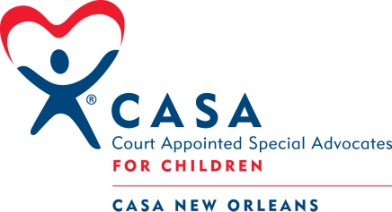 ® CASA
Court Appointed Special Advocates
FOR CHILDREN
CASA NEW ORLEANS